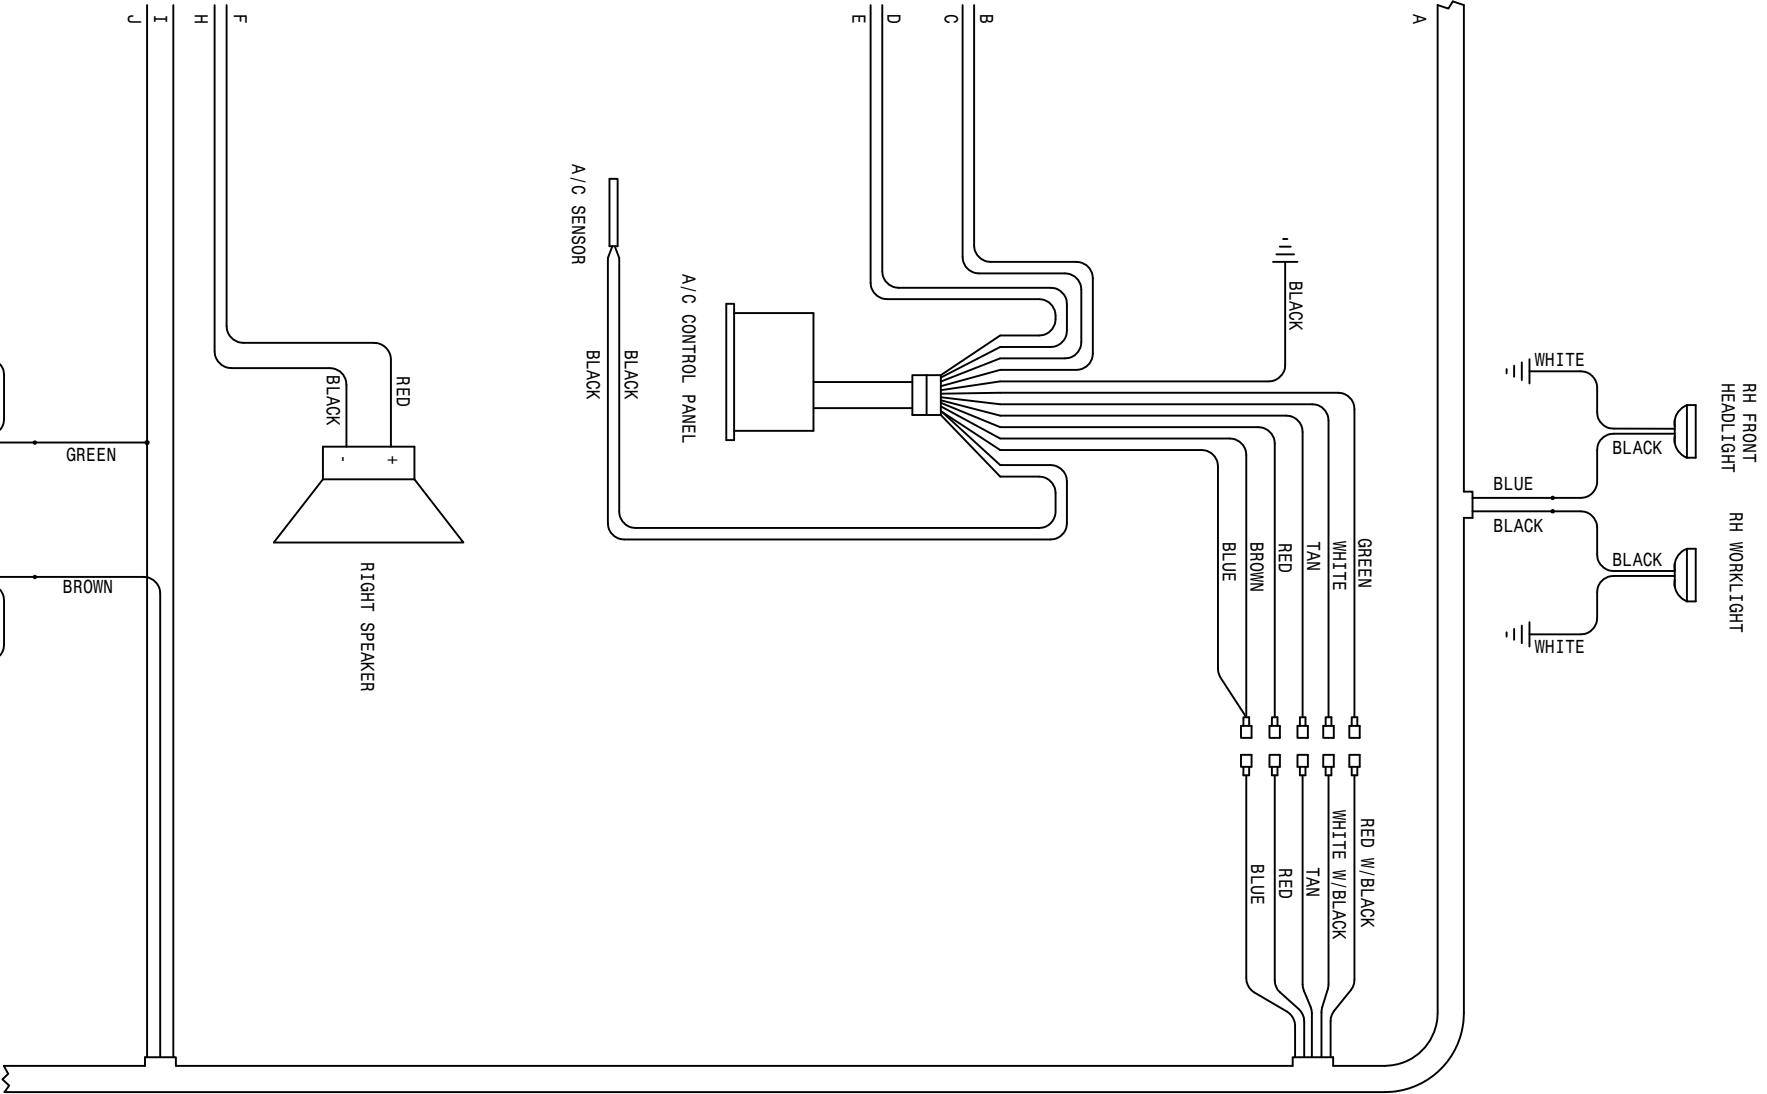 J
I
H
F
E
D
C
B
A
A/C SENSOR
A/C CONTROL PANEL
BLACK
BLACK
BLACK
RED
BLACK
-
+
RIGHT SPEAKER
GREEN
BROWN
WHITE
BLACK
RH FRONT
HEADLIGHT
BLUE
BLACK
BLACK
WHITE
RH WORKLIGHT
BLUE
BROWN
RED
TAN
WHITE
GREEN
BLUE
RED
TAN
WHITE W/BLACK
RED W/BLACK